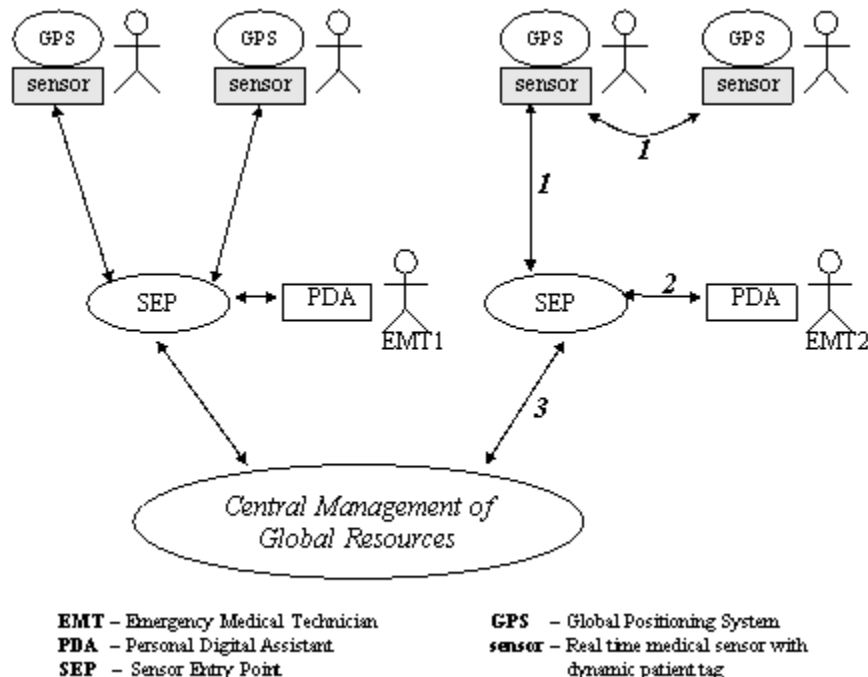 GPS
GPS
GPS
GPS
sensor
sensor
sensor
sensor
1
1
SEP
PDA
EMT1
SEP
2
PDA
EMT2
3
Central Management of
Global Resources
EMT – Emergency Medical Technician
PDA – Personal Digital Assistant
SEP – Sensor Entry Point
GPS – Global Positioning System
sensor – Real time medical sensor with
dynamic patient tag